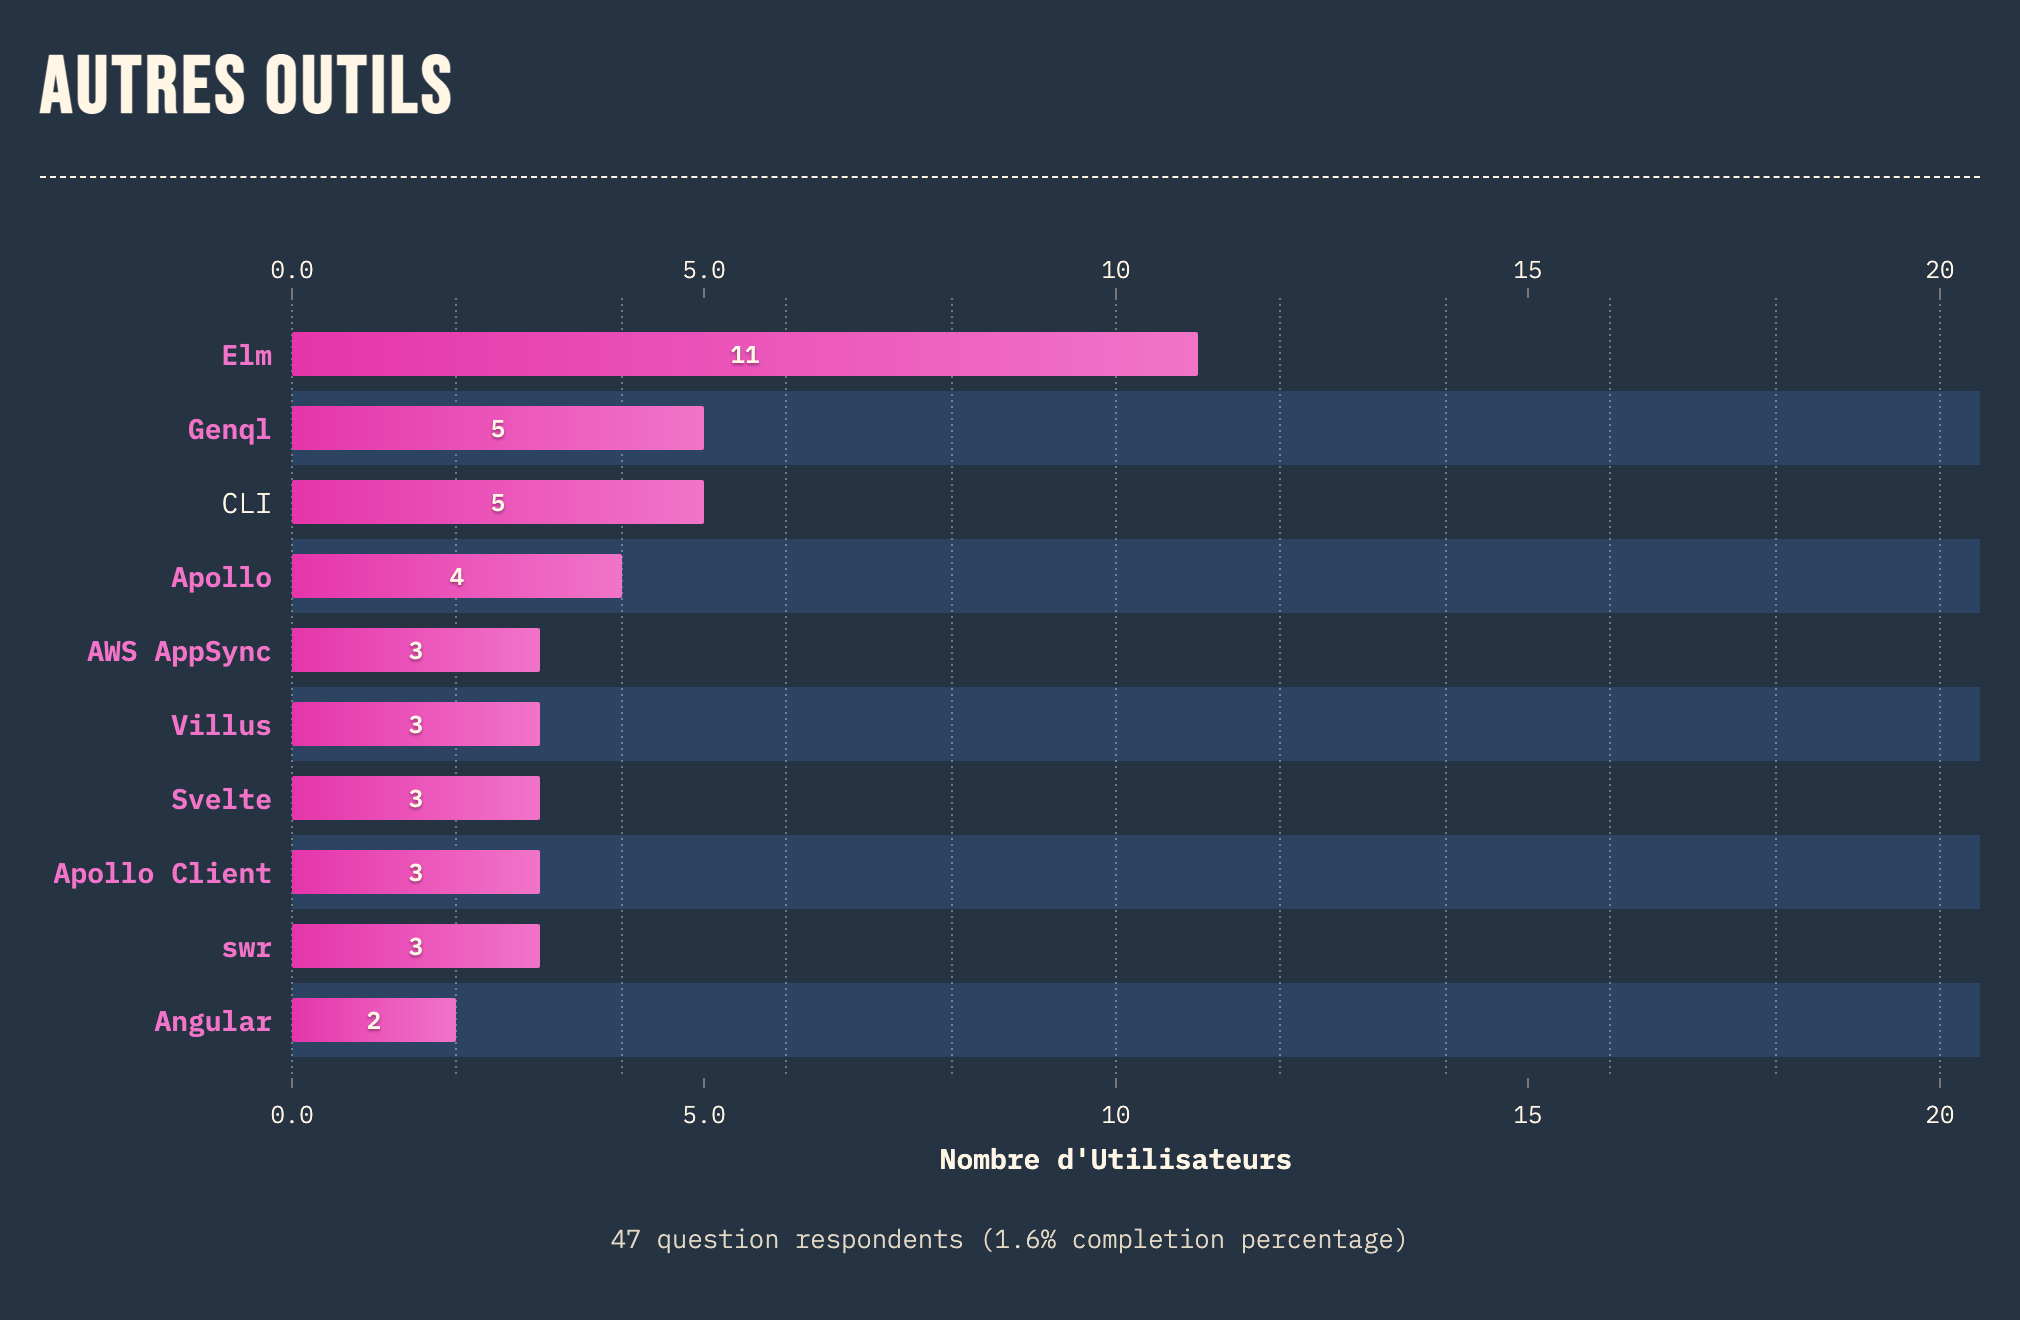 AUTRES OUTILS
0.0 5.0 10 15 20
Elm 11
Genql 5
CLI 5
Apollo 4
AWS AppSync 3
Villus 3
Svelte 3
Apollo Client 3
swr 3
Angular 2
0.0 5.0 10 15 20
Nombre d'Utilisateurs
47 question respondents (1.6% completion percentage)